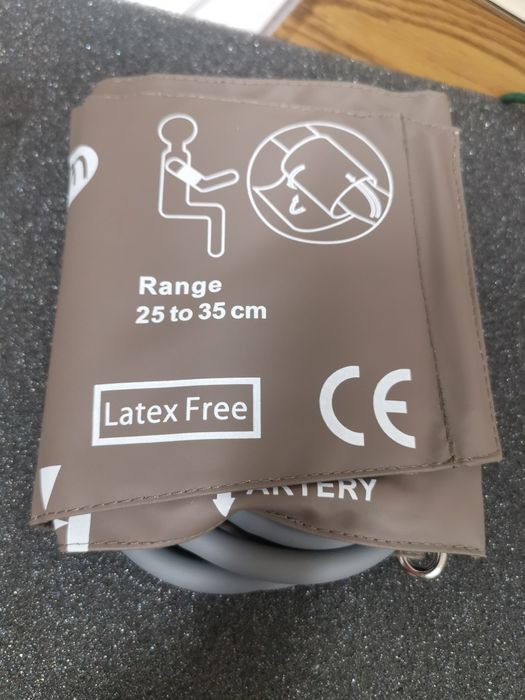 Range
25 to 35 cm
Latex Free
CE
ARTERY